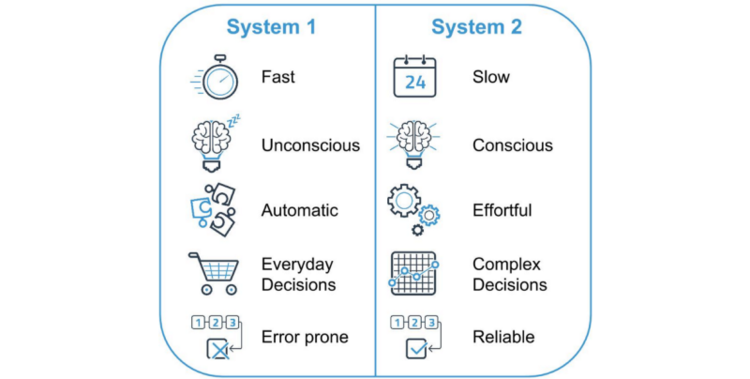 System 1
System 2
Fast
24
Slow
zzz
Unconscious
Conscious
Automatic
Effortful
Everyday
Decisions
Complex
Decisions
1 2 3
Error prone
1 2 3
Reliable